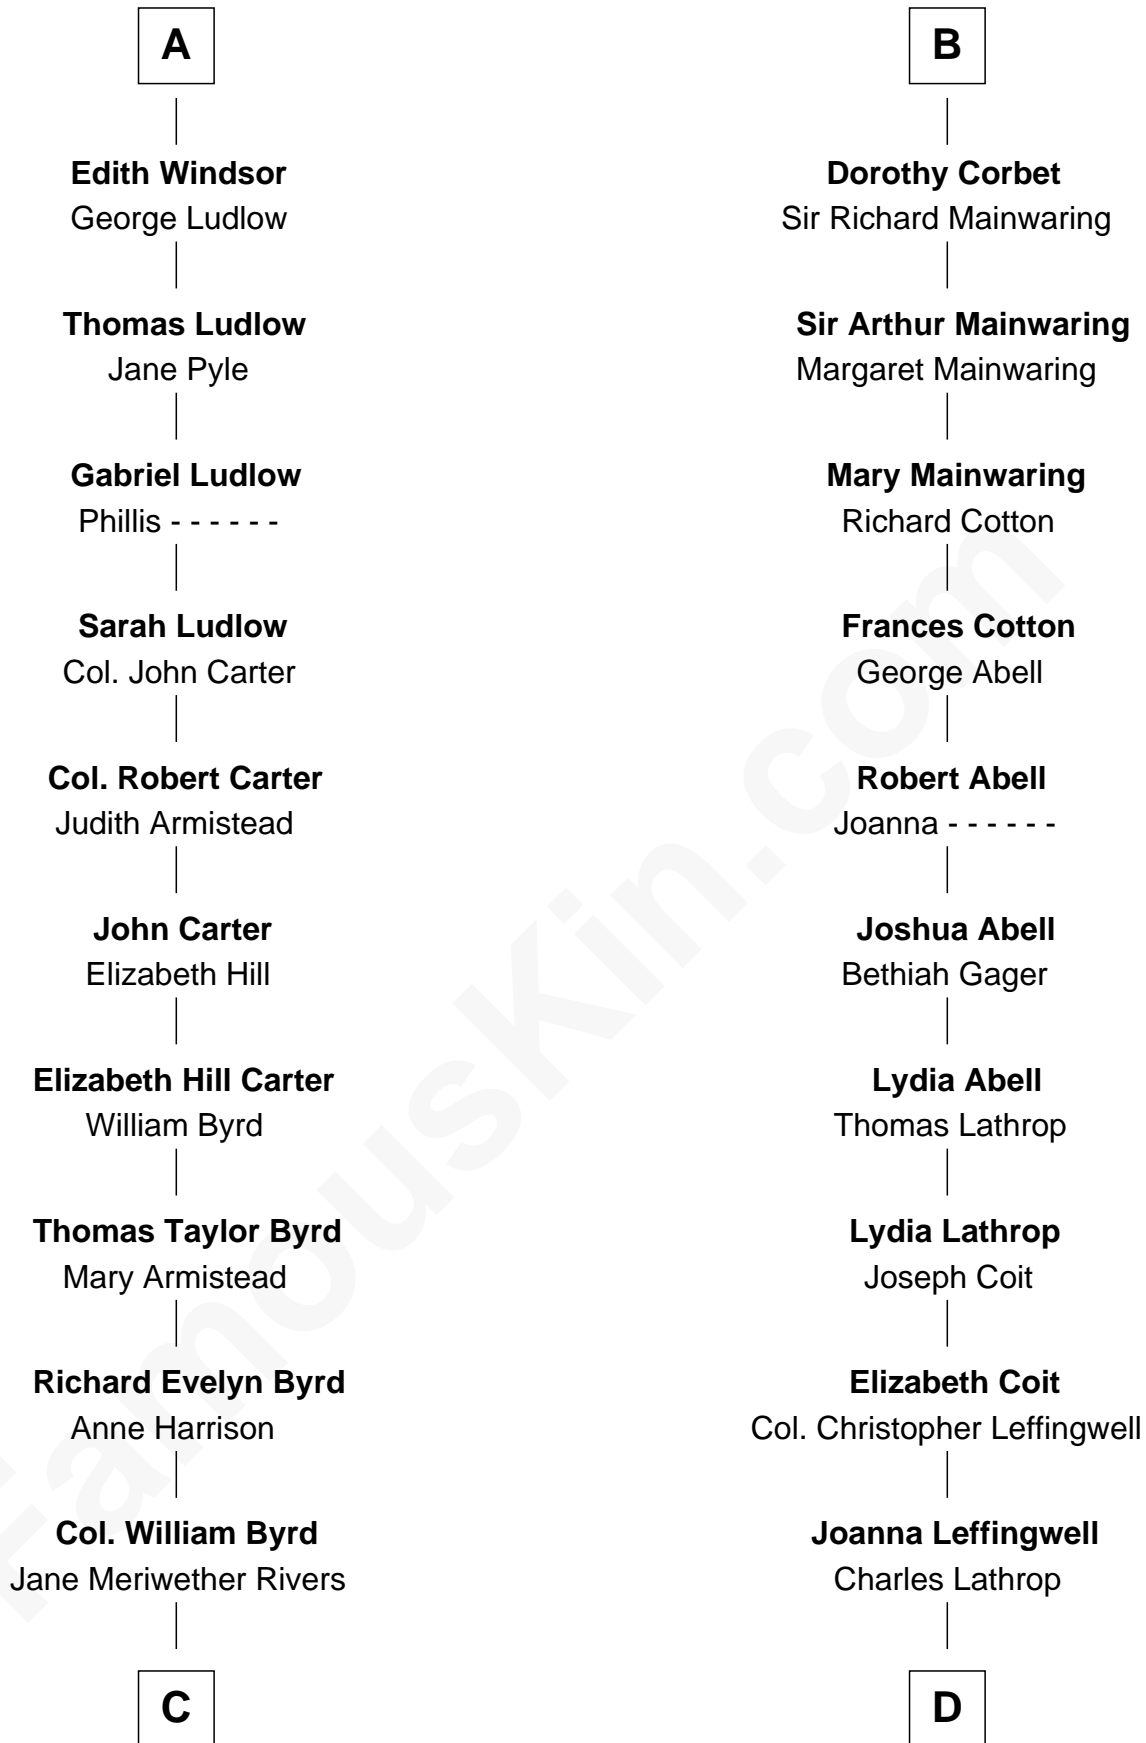 A
Edith Windsor
George Ludlow
Thomas Ludlow
Jane Pyle
Gabriel Ludlow
Phillis - - - - - -
Sarah Ludlow
Col. John Carter
Col. Robert Carter
Judith Armistead
John Carter
Elizabeth Hill
Elizabeth Hill Carter
William Byrd
Thomas Taylor Byrd
Mary Armistead
Richard Evelyn Byrd
Anne Harrison
Col. William Byrd
Jane Meriwether Rivers
C
B
Dorothy Corbet
Sir Richard Mainwaring
Sir Arthur Mainwaring
Margaret Mainwaring
Mary Mainwaring
Richard Cotton
Frances Cotton
George Abell
Robert Abell
Joanna - - - - - -
Joshua Abell
Bethiah Gager
Lydia Abell
Thomas Lathrop
Lydia Lathrop
Joseph Coit
Elizabeth Coit
Col. Christopher Leffingwell
Joanna Leffingwell
Charles Lathrop
D
FamousKin.com